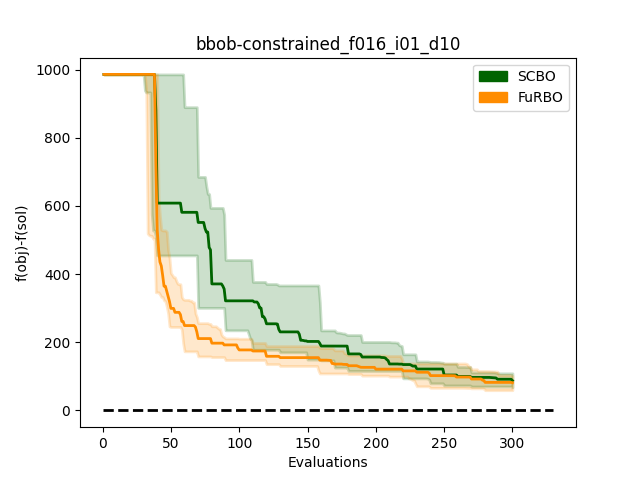 bbob-constrained_f016_i01_d10
SCBO
FuRBO
f(obj)-f(sol)
1000
800
600
400
200
0
0 50 100 150 200 250 300
Evaluations